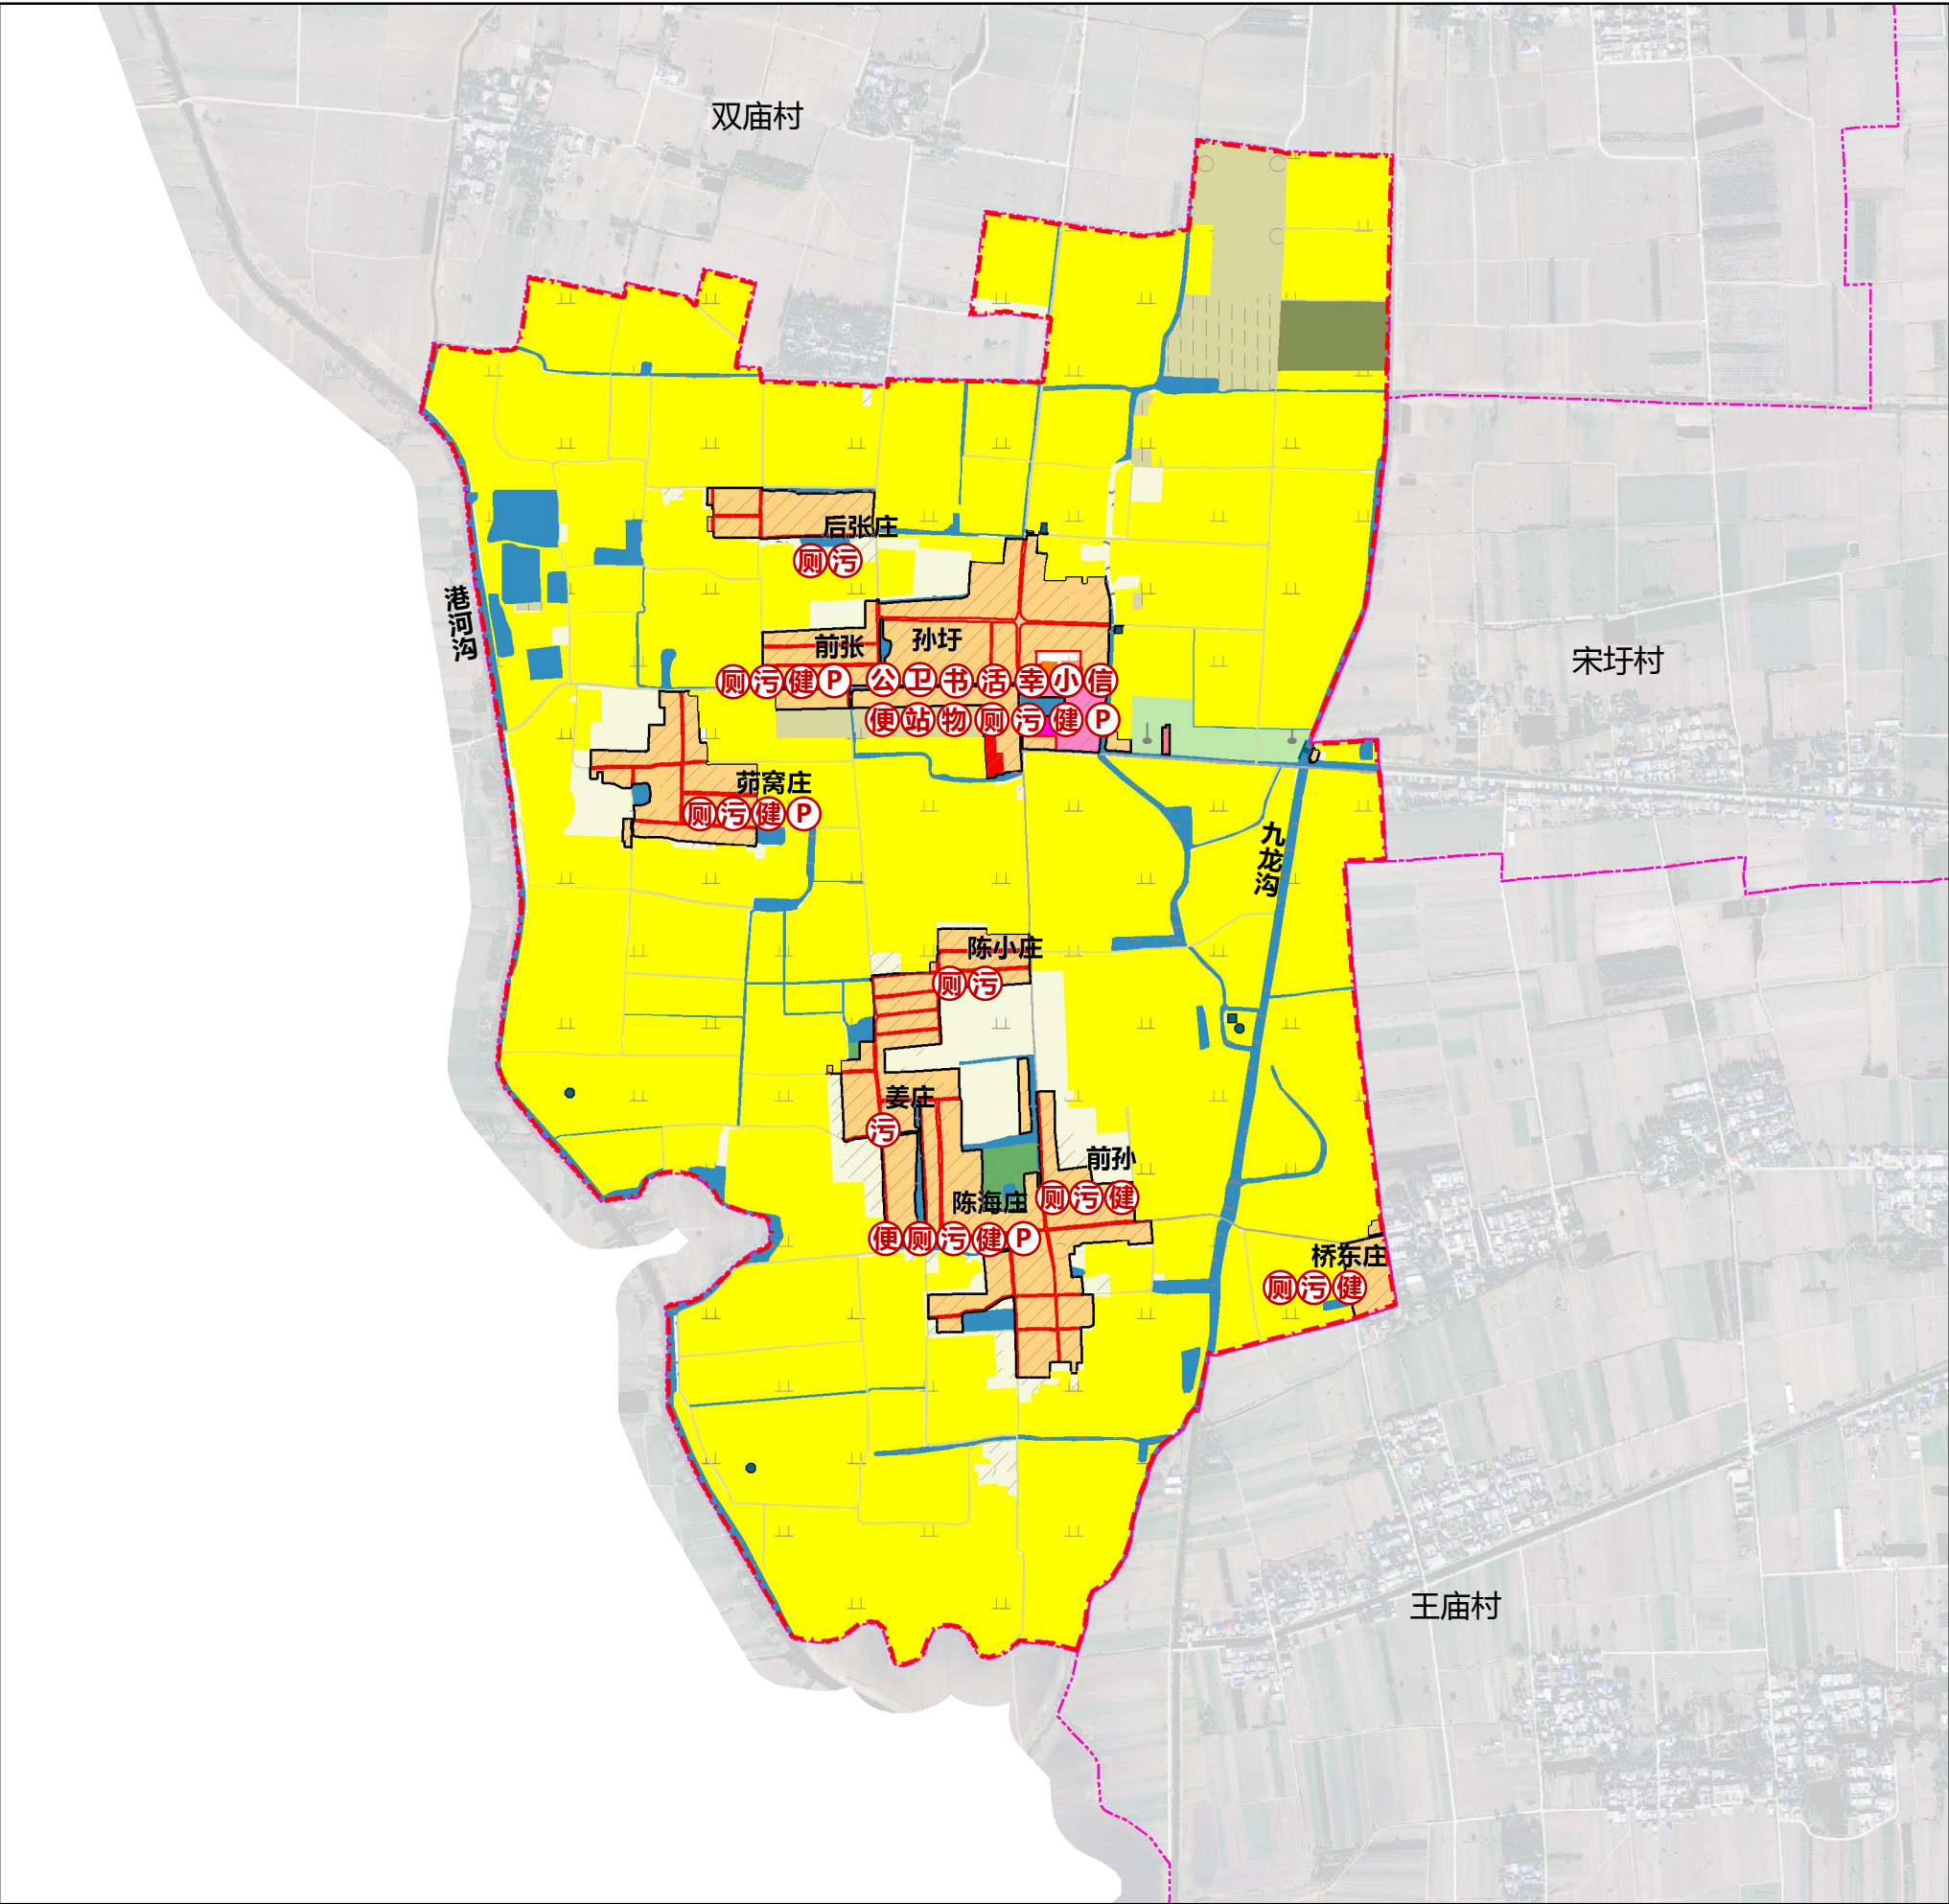 双庙村
后张庄
厕污
港河沟
前张
孙圩
宋圩村
厕污健P
公卫书活幸小信
便站物厕污健P
茆窝庄
厕污健P
九龙沟
陈小庄
厕污
姜庄
污
前孙
厕污健
陈海庄
便厕污健P
桥东庄
厕污健
王庙村